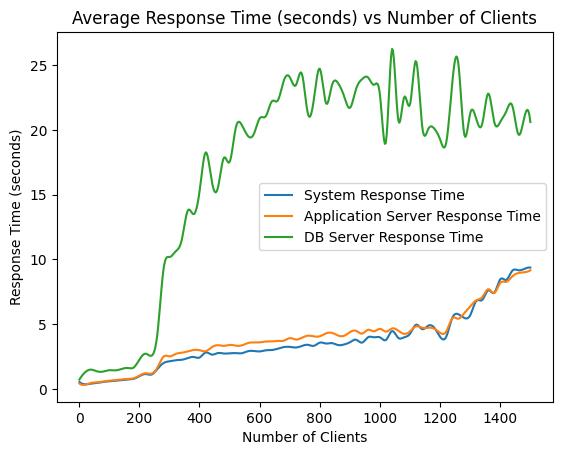 Average Response Time (seconds) vs Number of Clients
25
20
15
10
5
0
Response Time (seconds)
System Response Time
Application Server Response Time
DB Server Response Time
0 200 400 600 800 1000 1200 1400
Number of Clients